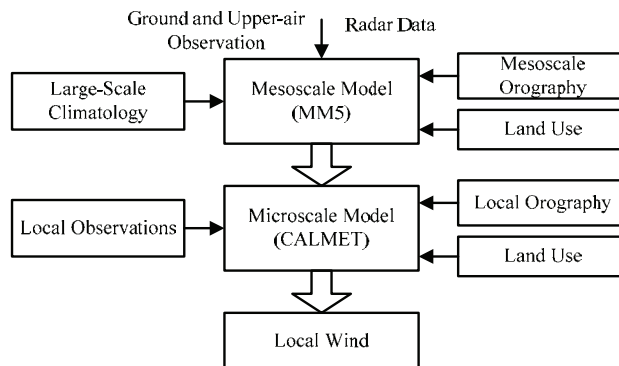 Ground and Upper-air
Observation
Radar Data
Large-Scale
Climatology
Mesoscale Model
(MM5)
Mesoscale
Orography
Land Use
Local Observations
Microscale Model
(CALMET)
Local Orography
Land Use
Local Wind